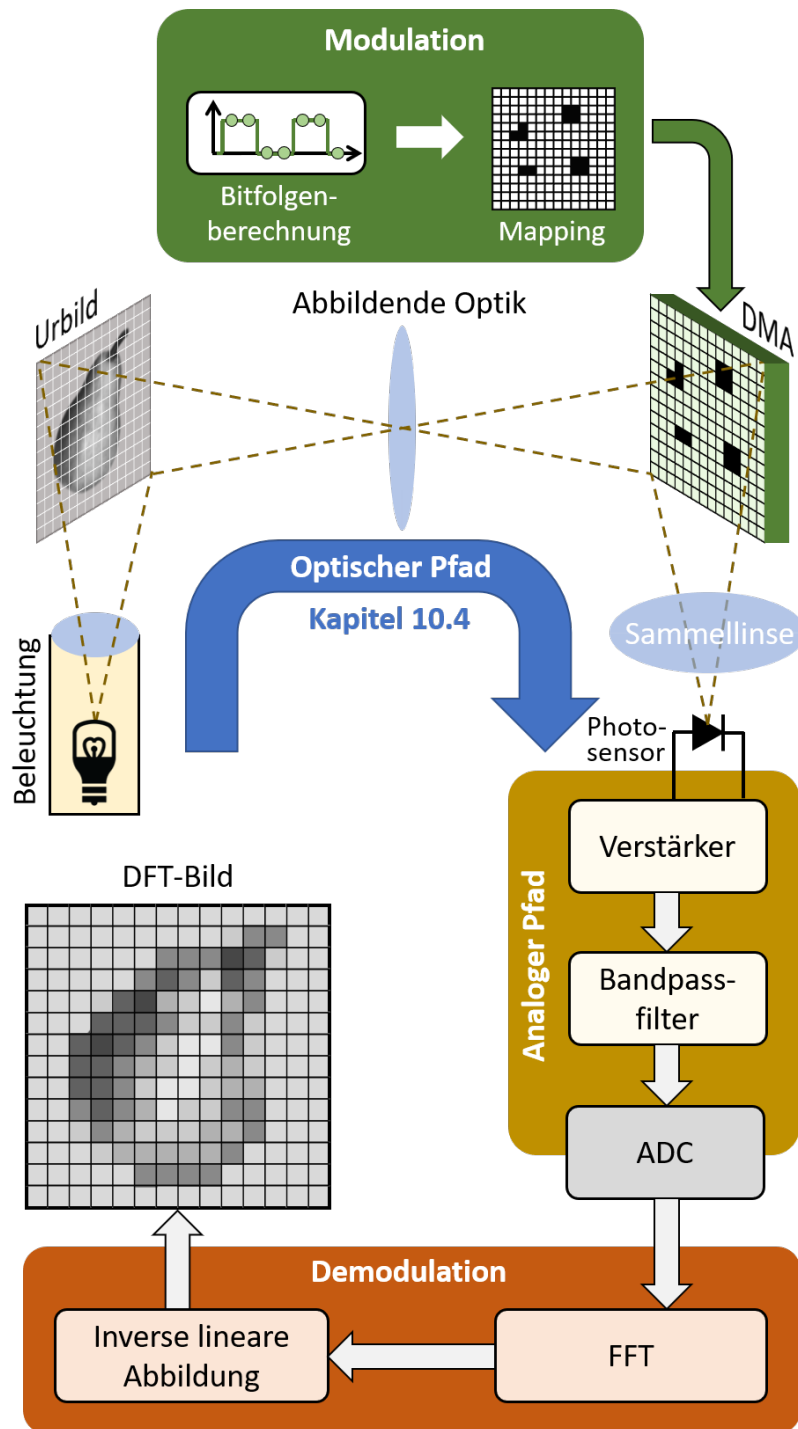 Modulation
Bitfolgen-
berechnung
Mapping
Urbild
Abbildende Optik
DMA
Optischer Pfad
Kapitel 10.4
Sammellinse
Beleuchtung
Photo-
sensor
Analoger Pfad
Verstärker
Bandpass-
filter
ADC
DFT-Bild
Demodulation
Inverse lineare
Abbildung
FFT